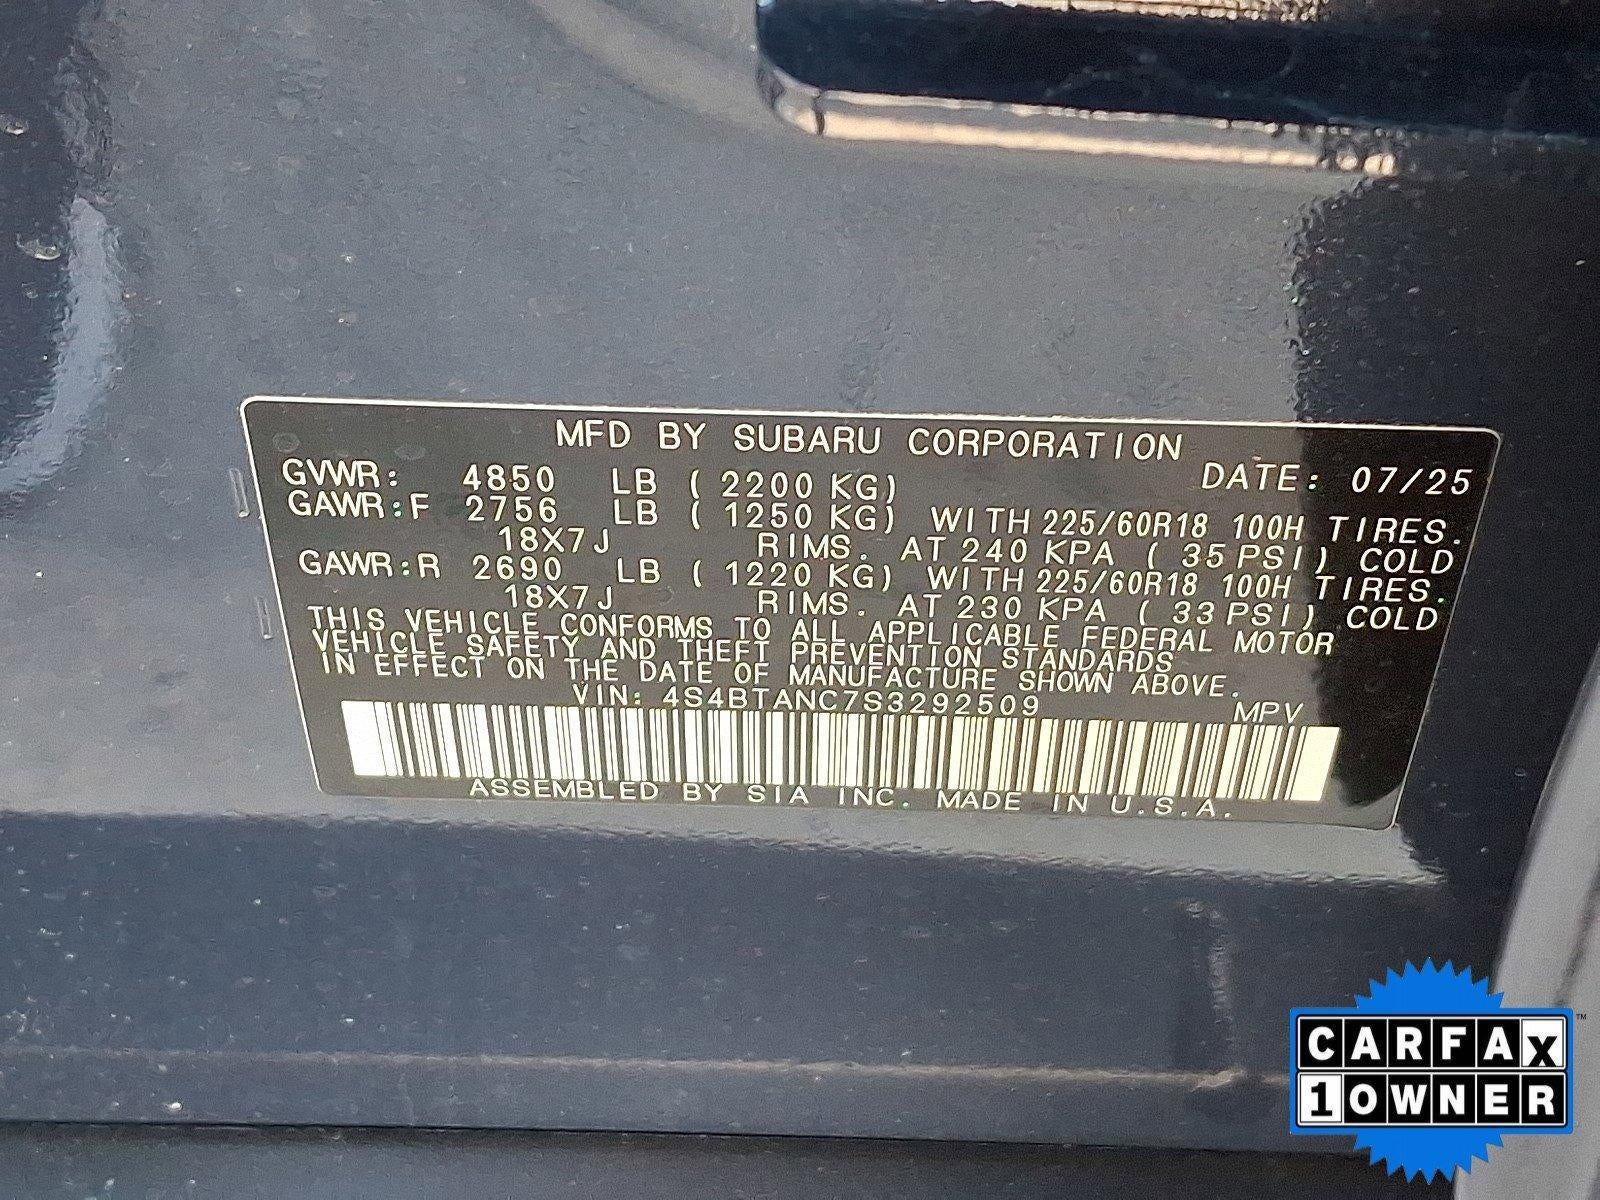 MFD BY SUBARU CORPORATION
GVWR: 4850 LB ( 2200 KG) DATE: 07/25
GAWR:F 2756 LB ( 1250 KG) WITH 225/60R18 100H TIRES.
18X7J RIMS. AT 240 KPA ( 35 PSI) COLD
GAWR:R 2690 LB ( 1220 KG) WITH 225/60R18 100H TIRES.
18X7J RIMS. AT 230 KPA ( 33 PSI) COLD
THIS VEHICLE CONFORMS TO ALL APPLICABLE FEDERAL MOTOR
VEHICLE SAFETY AND THEFT PREVENTION STANDARDS
IN EFFECT ON THE DATE OF MANUFACTURE SHOWN ABOVE.
VIN: 4S4BTANC7S3292509 MPV
ASSEMBLED BY SIA INC. MADE IN U.S.A.
CARFAX™
1 OWNER